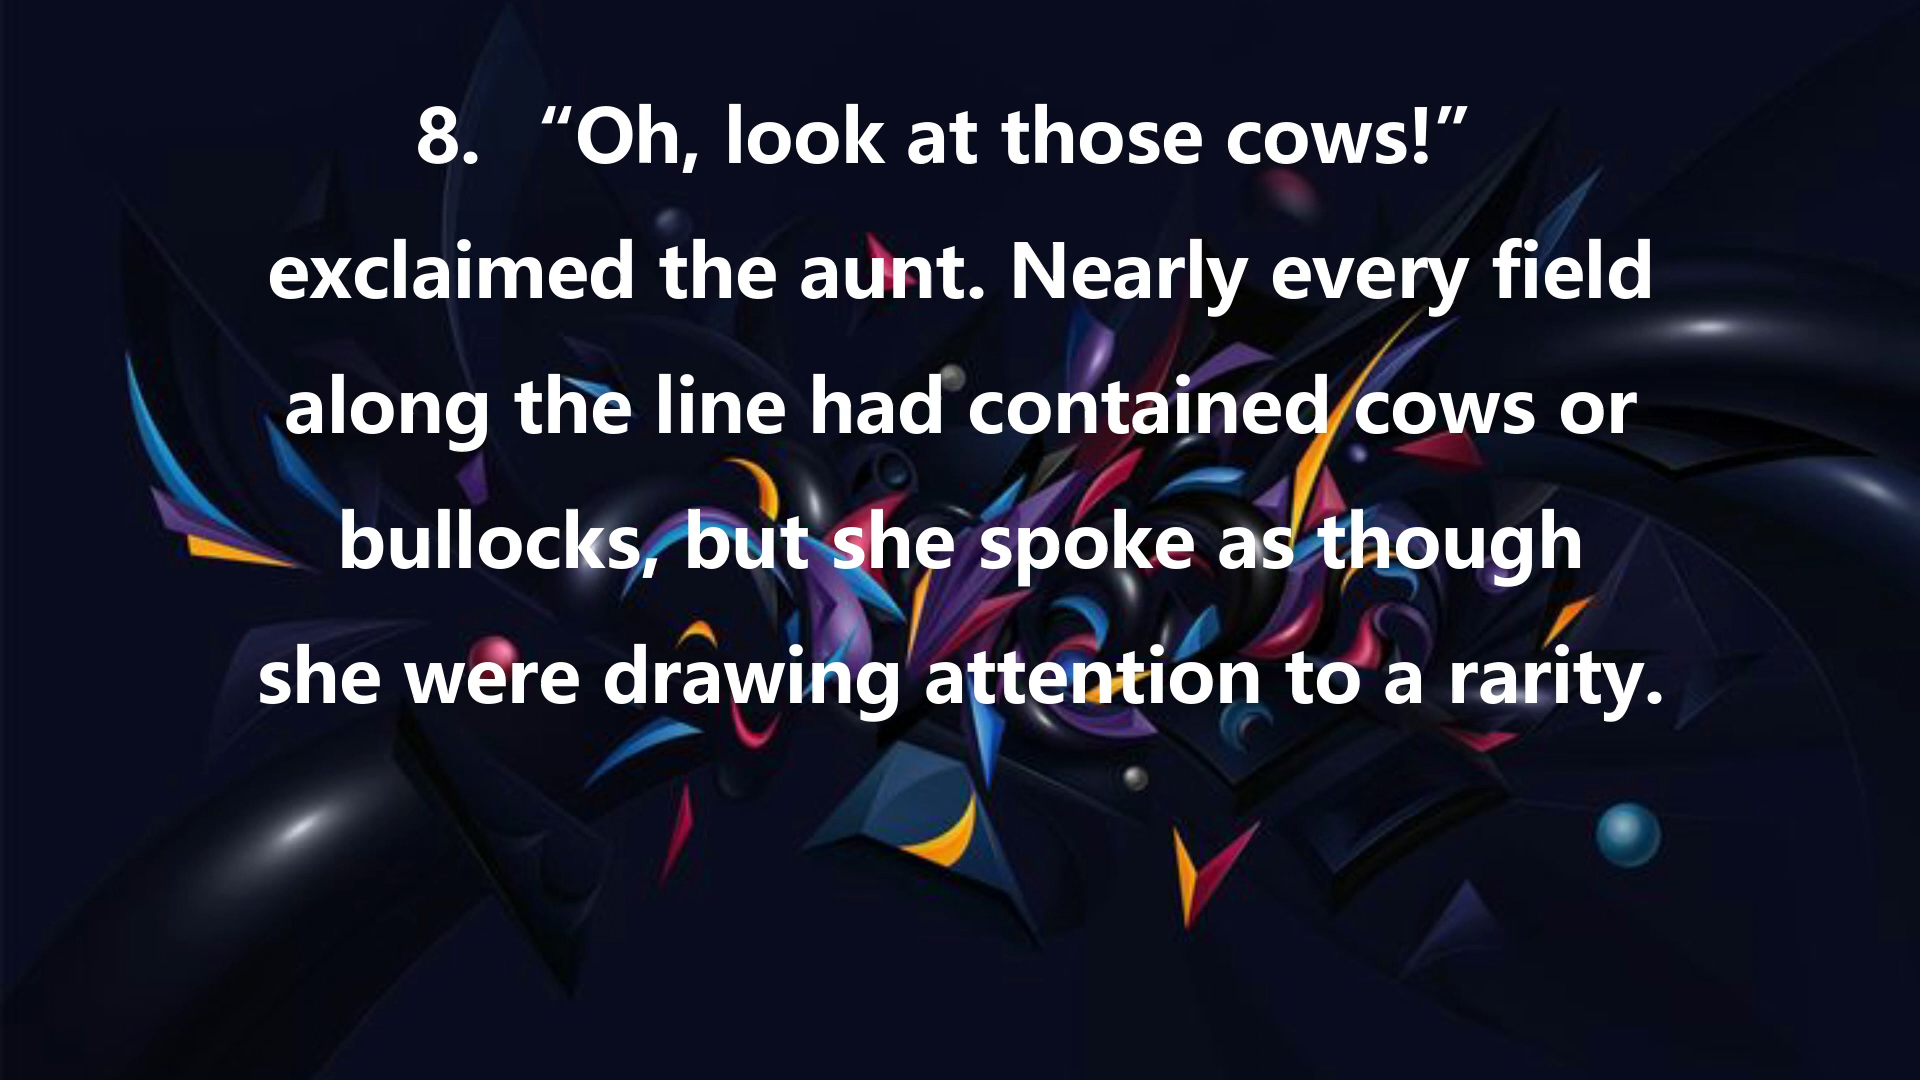 8. “Oh, look at those cows!”
exclaimed the aunt. Nearly every field
along the line had contained cows or
bullocks, but she spoke as though
she were drawing attention to a rarity.